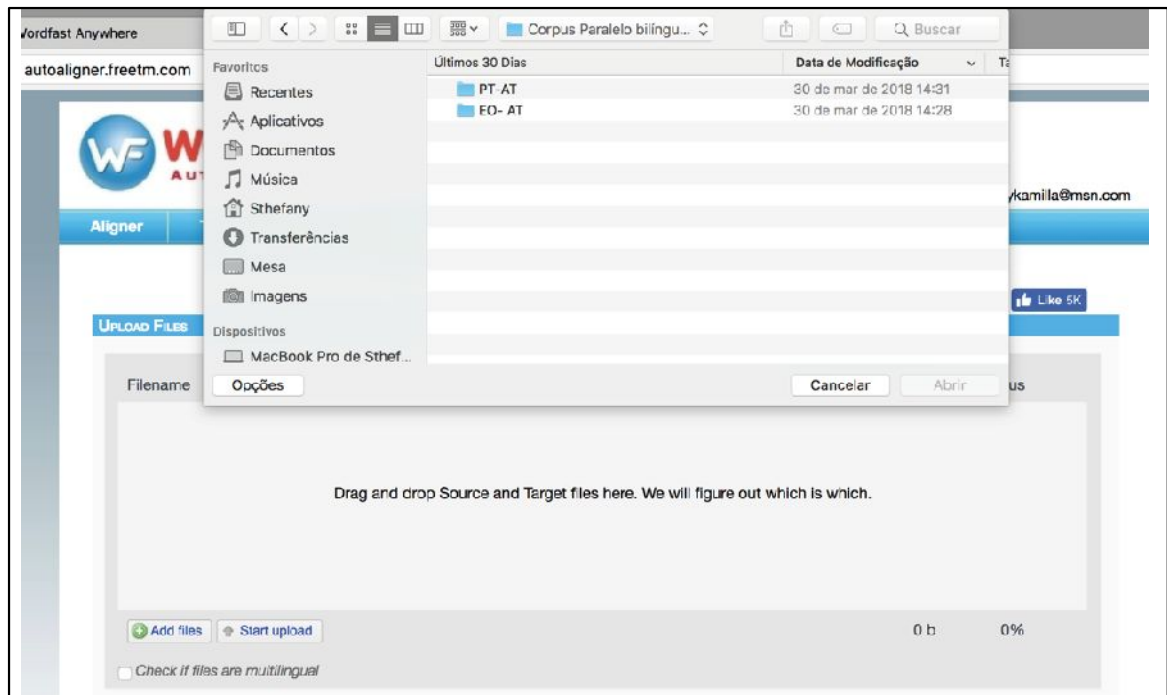 Wordfast Anywhere
Corpus Paralelo bilíngu...
Buscar
autoaligner.freetm.com
Favoritos
Últimos 30 Dias
Data de Modificação
Ta
Recentes
PT-AT
30 de mar de 2018 14:31
Aplicativos
EO- AT
30 de mar de 2018 14:28
Documentos
WF
W
AUT
Música
Sthefany
ykamilla@msn.com
Aligner
T
Transferências
Mesa
Imagens
Like 5K
UPLOAD FILES
Dispositivos
MacBook Pro de Sthef...
Filename
Opções
Cancelar
Abrir
us
Drag and drop Source and Target files here. We will figure out which is which.
Add files
Start upload
0 b
0%
Check if files are multilingual